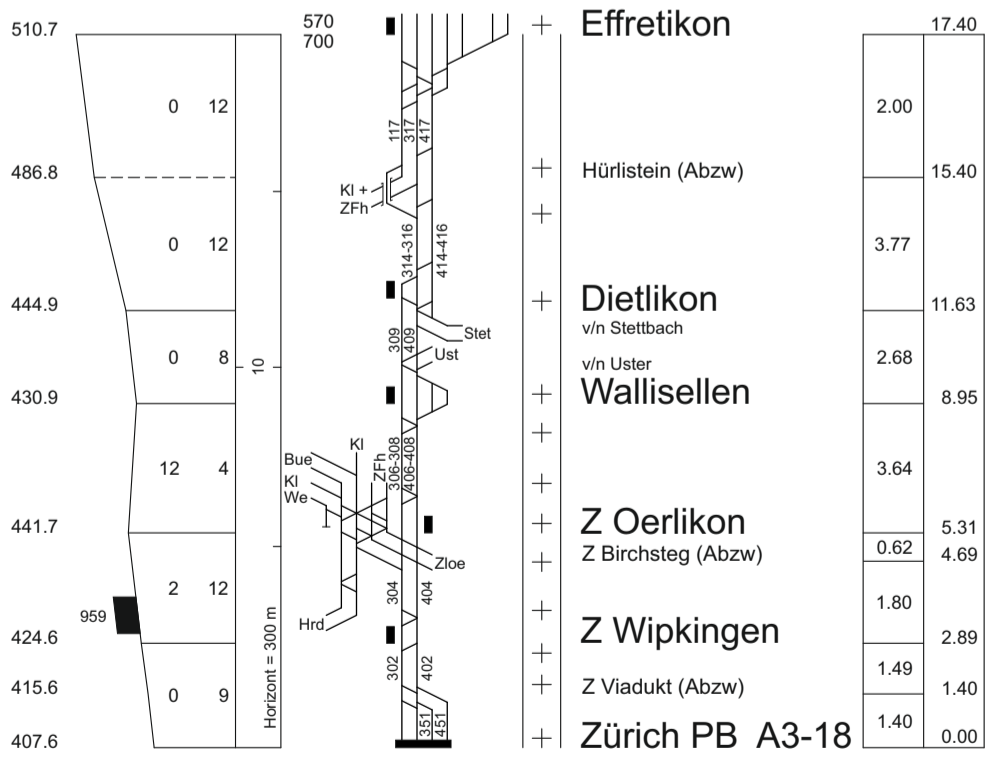 510.7 570 Effretikon 17.40
700
0 12 2.00
117 317 417
486.8 Hürlistein (Abzw) 15.40
Kl +
ZFh
0 12 314-316 414-416 3.77
444.9 Dietlikon 11.63
v/n Stettbach
Stet
309 409
0 8 10 Ust v/n Uster 2.68
430.9 Wallisellen 8.95
Kl
Bue ZFh 306-308 406-408
12 4 Kl 3.64
We
441.7 Z Oerlikon 5.31
Z Birchsteg (Abzw) 0.62 4.69
Zloe
2 12 304 404 1.80
959 Hrd
424.6 Z Wipkingen 2.89
302 402 1.49
415.6 Z Viadukt (Abzw) 1.40
0 9 Horizont = 300 m 351 451 1.40
407.6 Zürich PB A3-18 0.00